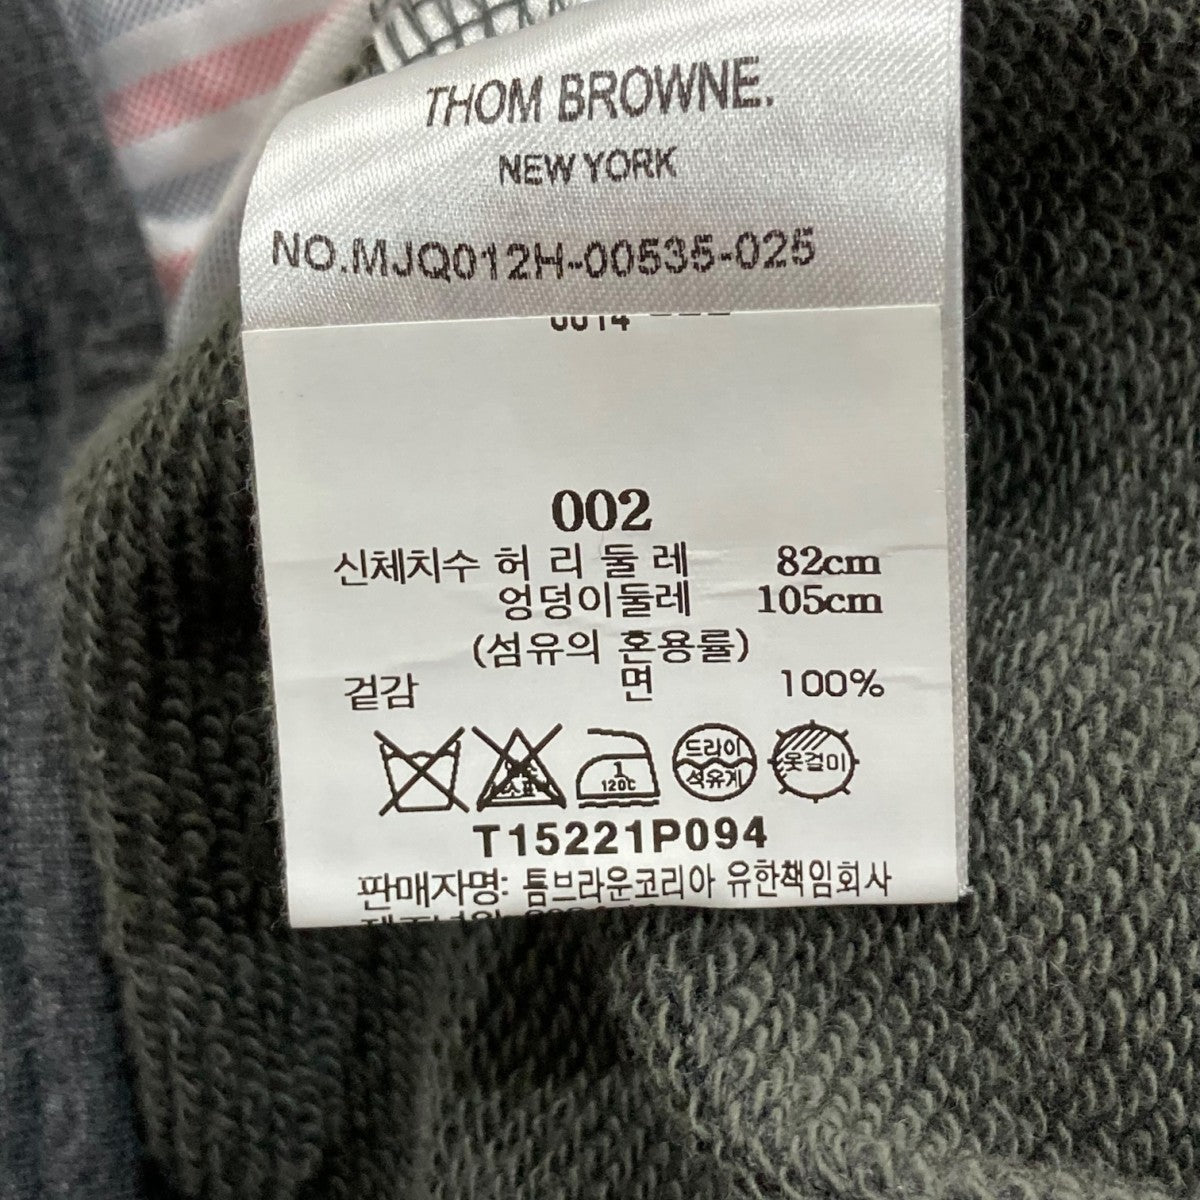 THOM BROWNE.
NEW YORK
NO.MJQ012H-00535-025
0014
002
신체치수 허 리 둘 레 82cm
엉덩이둘레 105cm
(섬유의 혼용률)
겉감 면 100%
1 120℃ 드라이 석유계 옷걸이
T15221P094
판매자명: 톰브라운코리아 유한책임회사